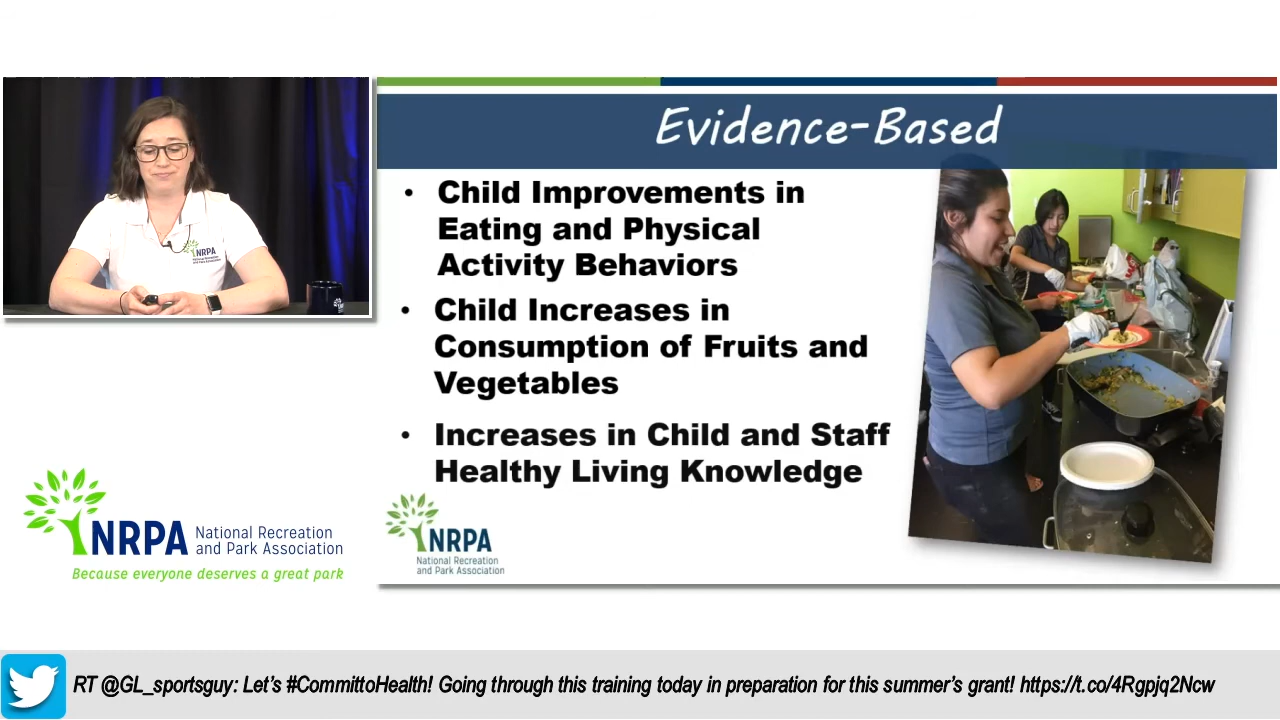 Evidence-Based
• Child Improvements in
Eating and Physical
Activity Behaviors
• Child Increases in
Consumption of Fruits and
Vegetables
• Increases in Child and Staff
Healthy Living Knowledge
NRPA
National Recreation
and Park Association
NRPA
NRPA National Recreation
and Park Association
Because everyone deserves a great park
RT @GL_sportsguy: Let’s #CommittoHealth! Going through this training today in preparation for this summer’s grant! https://t.co/4Rgpjq2Ncw